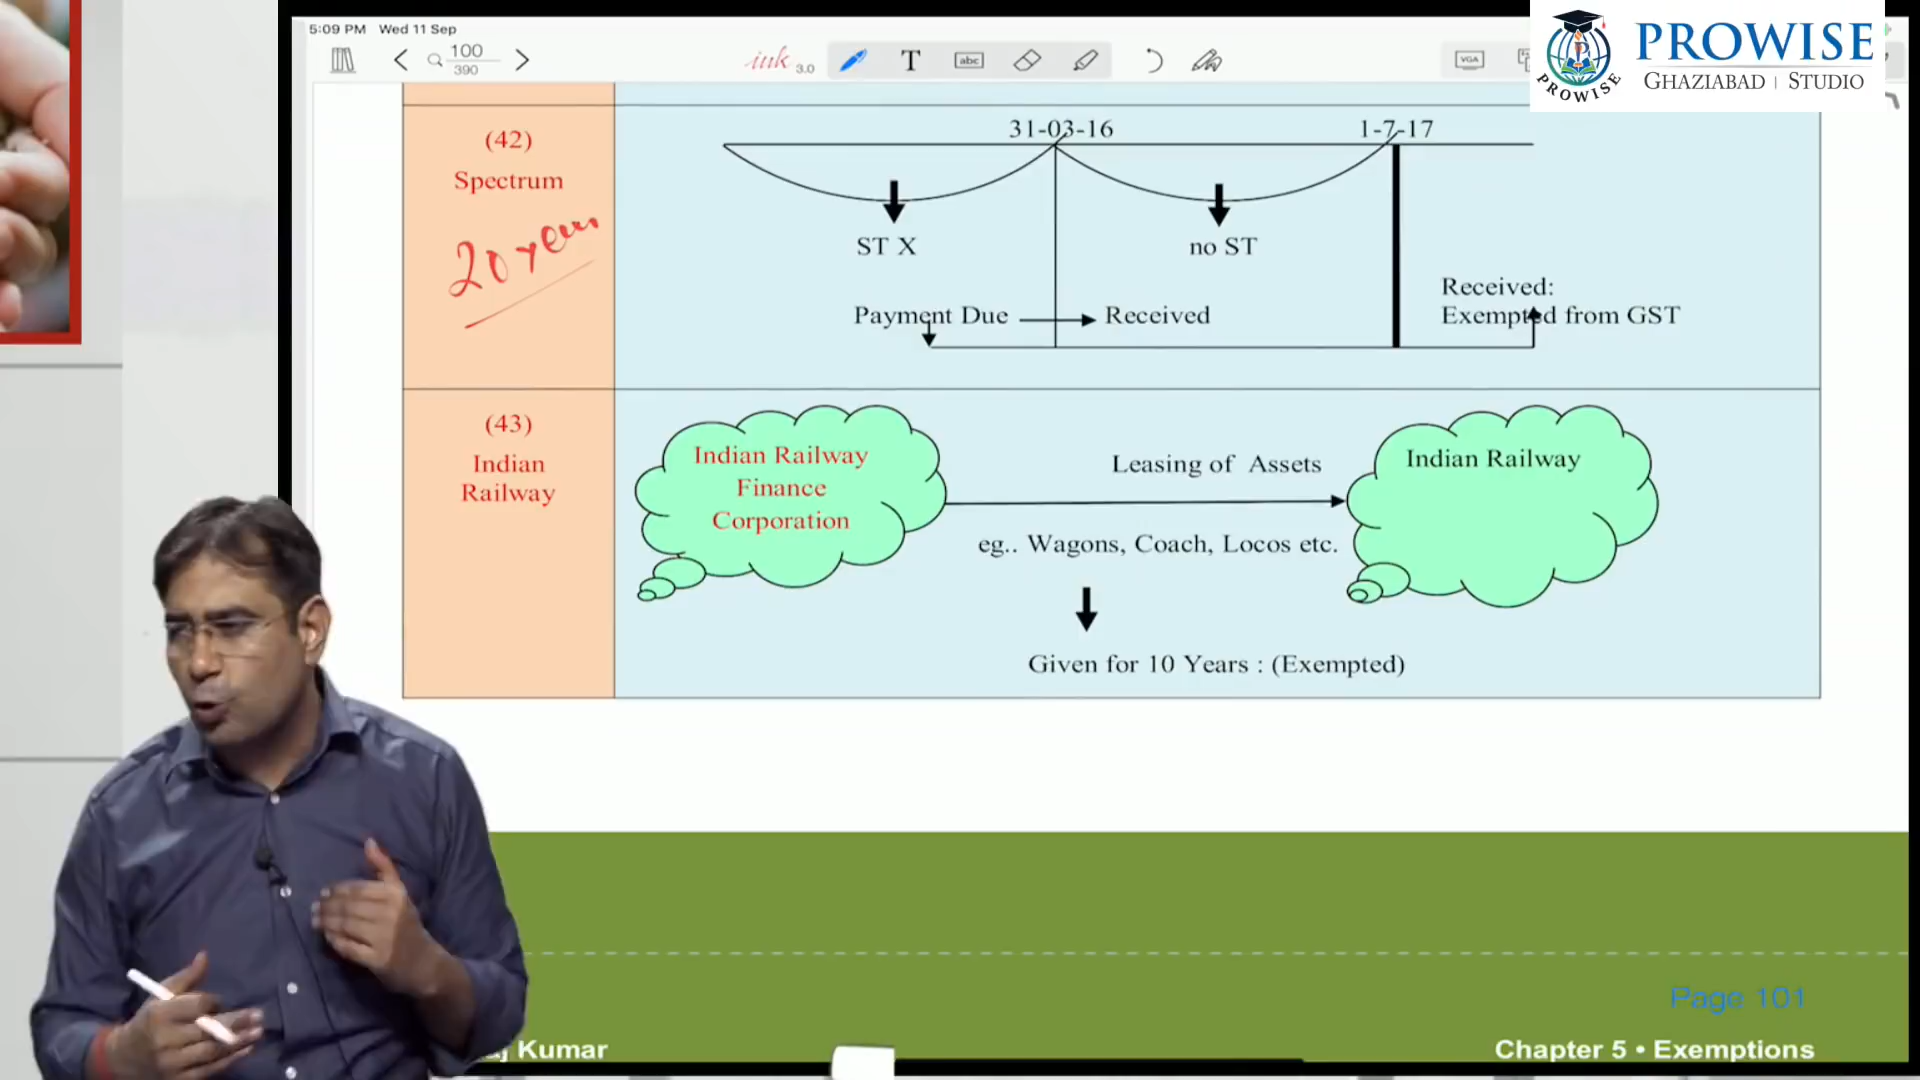 5:09 PM Wed 11 Sep
PROWISE
GHAZIABAD | STUDIO
PROWISE
100
390
ink 3.0
T
abc
VGA
(42)
Spectrum
20 year
31-03-16
1-7-17
ST X
no ST
Payment Due
Received
Received:
Exempted from GST
(43)
Indian
Railway
Indian Railway
Finance
Corporation
Leasing of Assets
eg.. Wagons, Coach, Locos etc.
Indian Railway
Given for 10 Years : (Exempted)
Page 101
Kumar
Chapter 5 • Exemptions